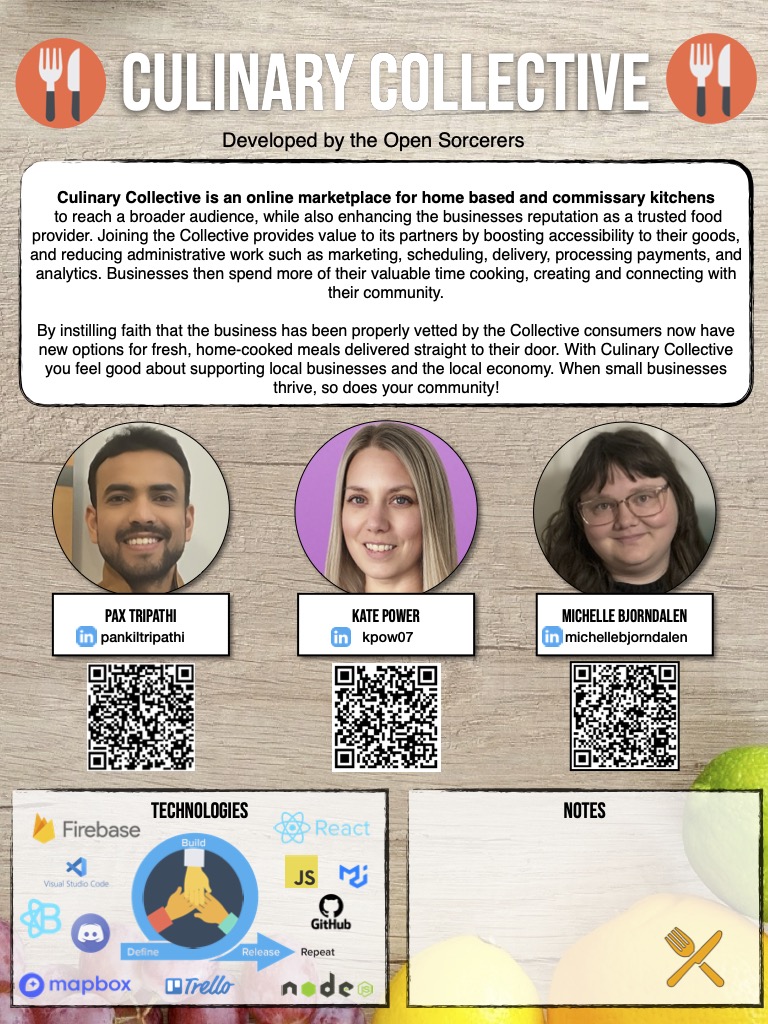 CULINARY COLLECTIVE
Developed by the Open Sorcerers
Culinary Collective is an online marketplace for home based and commissary kitchens
to reach a broader audience, while also enhancing the businesses reputation as a trusted food
provider. Joining the Collective provides value to its partners by boosting accessibility to their goods,
and reducing administrative work such as marketing, scheduling, delivery, processing payments, and
analytics. Businesses then spend more of their valuable time cooking, creating and connecting with
their community.
By instilling faith that the business has been properly vetted by the Collective consumers now have
new options for fresh, home-cooked meals delivered straight to their door. With Culinary Collective
you feel good about supporting local businesses and the local economy. When small businesses
thrive, so does your community!
PAX TRIPATHI
in pankiltripathi
KATE POWER
in kpow07
MICHELLE BJORNDALEN
in michellebjorndalen
TECHNOLOGIES
Firebase
React
Build
Visual Studio Code
JS
B
GitHub
Define
Release
Repeat
mapbox
Trello
node
JS
NOTES